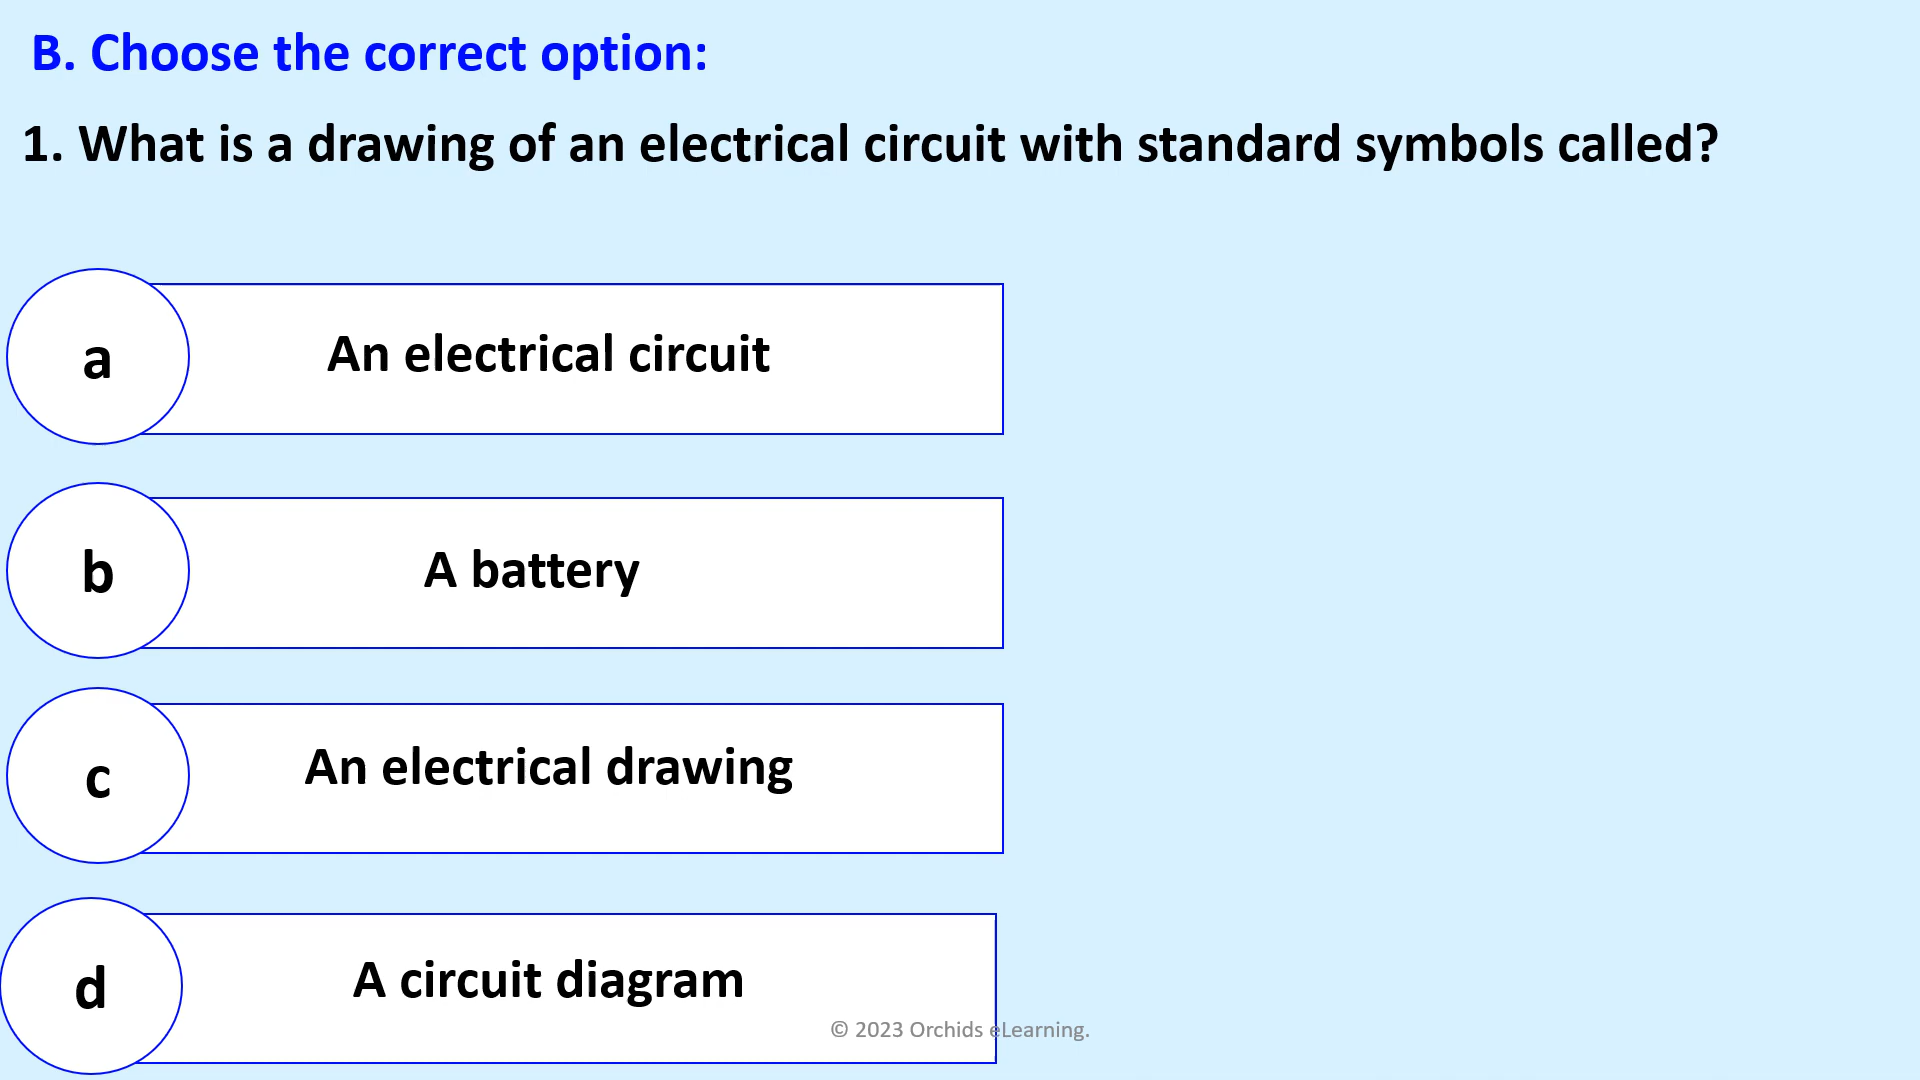 B. Choose the correct option:
1. What is a drawing of an electrical circuit with standard symbols called?
a An electrical circuit
b A battery
c An electrical drawing
d A circuit diagram
© 2023 Orchids eLearning.